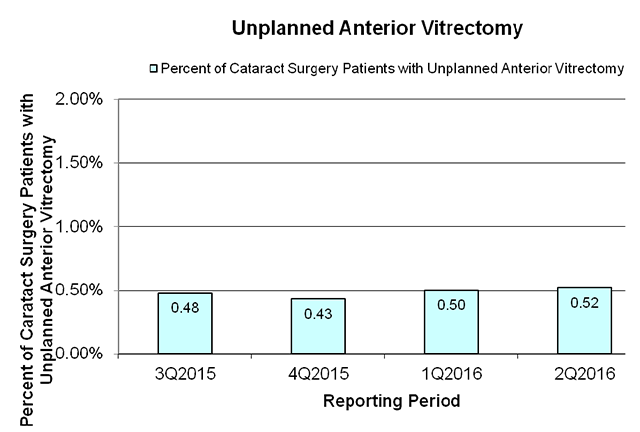 Unplanned Anterior Vitrectomy
Percent of Cataract Surgery Patients with Unplanned Anterior Vitrectomy
Percent of Caratact Surgery Patients with
Unplanned Anterior Vitrectomy
2.00%
1.50%
1.00%
0.50%
0.00%
0.48
0.43
0.50
0.52
3Q2015
4Q2015
1Q2016
2Q2016
Reporting Period